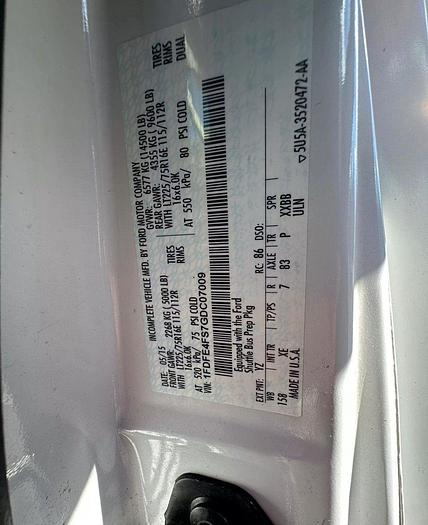 INCOMPLETE VEHICLE MFD. BY FORD MOTOR COMPANY
DATE: 05/15 GVWR: 6577 KG (14500 LB)
FRONT GAWR: 2268 KG (5000 LB) REAR GAWR: 4355 KG (9600 LB)
WITH LT225/75R16E 115/112R TIRES WITH LT225/75R16E 115/112R TIRES
16x6.0K RIMS 16x6.0K RIMS
AT 520 kPa/ 75 PSI COLD AT 550 kPa/ 80 PSI COLD DUAL
VIN: 1FDFE4FS7GDC07009
Equipped with the Ford
Shuttle Bus Prep Pkg
EXT PNT: YZ RC: 86 DSO:
WB INT TR TP/PS R AXLE TR SPR
158 XE 7 83 P XXBB
MADE IN U.S.A. ULN
▽5U5A-3520472-AA